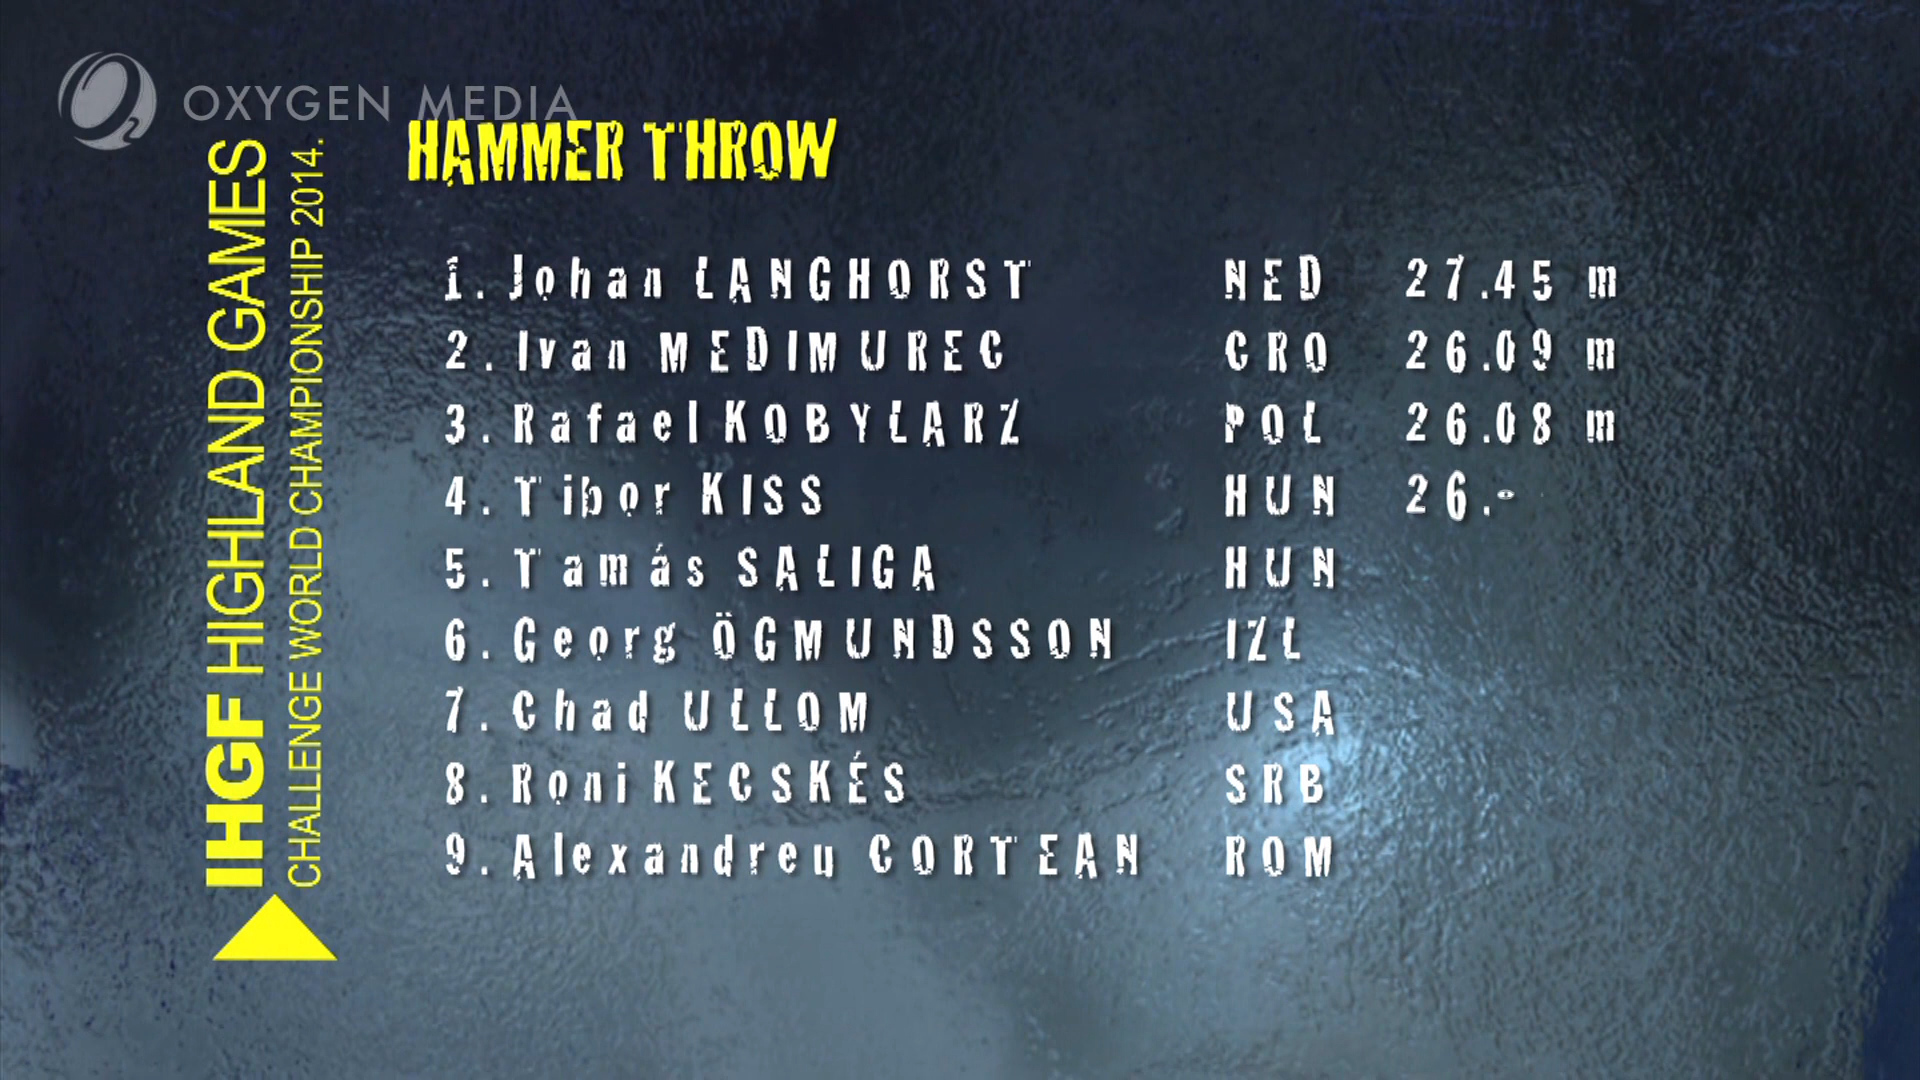 OXYGEN MEDIA
IHGF HIGHLAND GAMES
CHALLENGE WORLD CHAMPIONSHIP 2014.
HAMMER THROW
1. Johan LANGHORST NED 27.45 m
2. Ivan MEDIMUREC CRO 26.09 m
3. Rafael KOBYLARZ POL 26.08 m
4. Tibor KISS HUN 26.
5. Tamás SALIGA HUN
6. Georg ÖGMUNDSSON IZL
7. Chad ULLOM USA
8. Roni KECSKÉS SRB
9. Alexandreu CORTEAN ROM